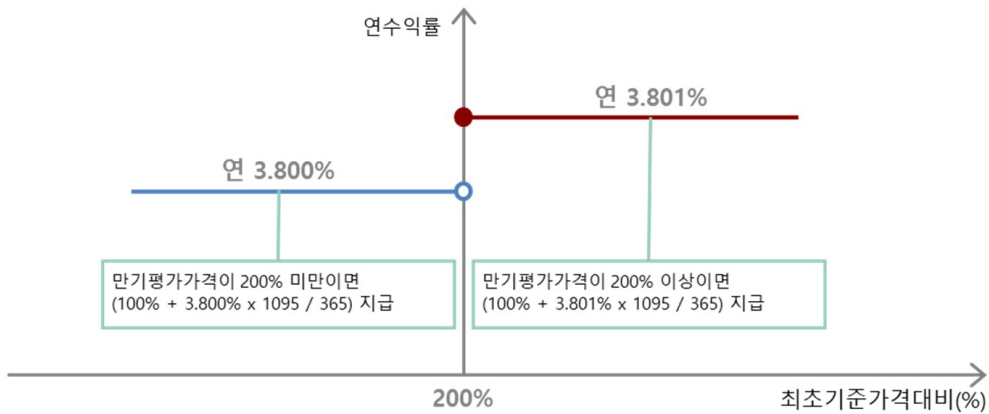 연수익률
연 3.801%
연 3.800%
만기평가가격이 200% 미만이면
(100% + 3.800% x 1095 / 365) 지급
만기평가가격이 200% 이상이면
(100% + 3.801% x 1095 / 365) 지급
200%
최초기준가격대비(%)